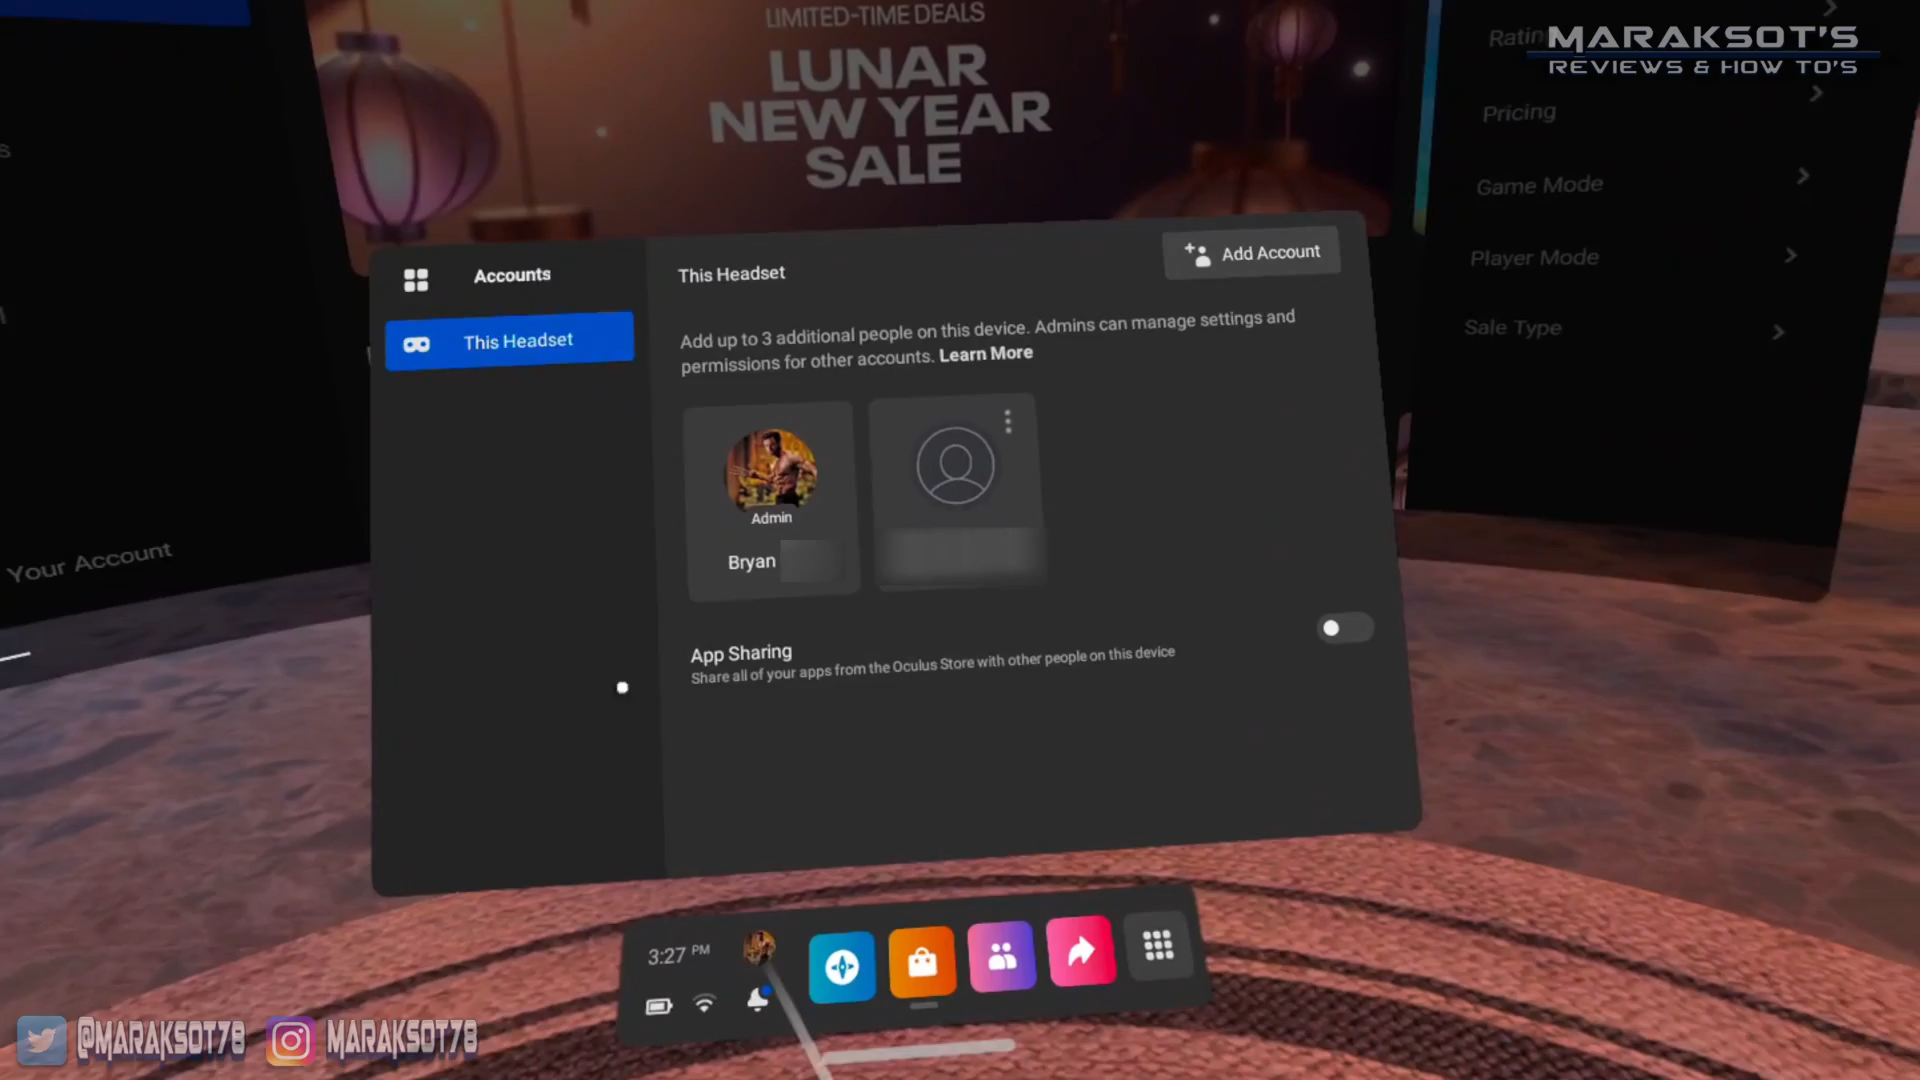 LIMITED-TIME DEALS
LUNAR
NEW YEAR
SALE
MARAKSOT'S
REVIEWS & HOW TO'S
Pricing
Game Mode
Player Mode
Sale Type
Accounts
This Headset
This Headset
Add Account
Add up to 3 additional people on this device. Admins can manage settings and
permissions for other accounts. Learn More
Admin
Bryan
App Sharing
Share all of your apps from the Oculus Store with other people on this device
Your Account
3:27 PM
@MARAKSOT78
MARAKSOT78